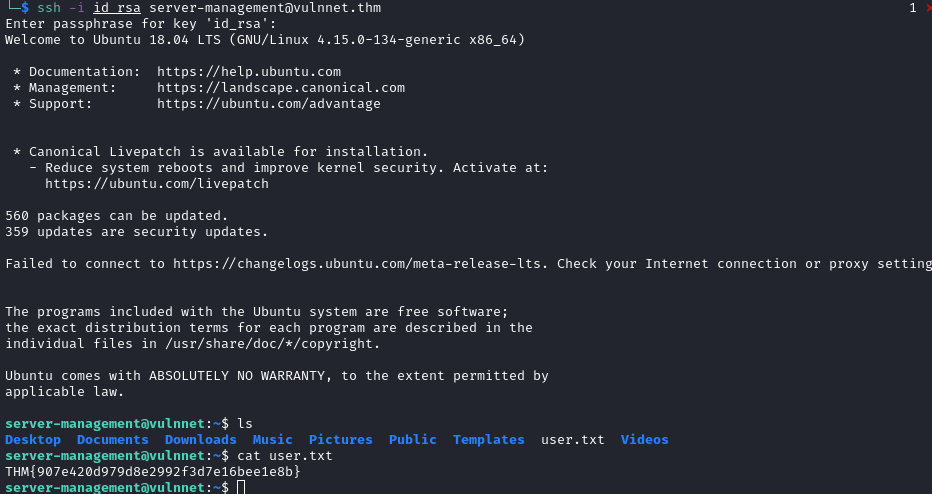 └─$ ssh -i id_rsa server-management@vulnnet.thm 1 ⨯
Enter passphrase for key 'id_rsa':
Welcome to Ubuntu 18.04 LTS (GNU/Linux 4.15.0-134-generic x86_64)
* Documentation:  https://help.ubuntu.com
* Management:     https://landscape.canonical.com
* Support:        https://ubuntu.com/advantage
* Canonical Livepatch is available for installation.
- Reduce system reboots and improve kernel security. Activate at:
https://ubuntu.com/livepatch
560 packages can be updated.
359 updates are security updates.
Failed to connect to https://changelogs.ubuntu.com/meta-release-lts. Check your Internet connection or proxy setting
The programs included with the Ubuntu system are free software;
the exact distribution terms for each program are described in the
individual files in /usr/share/doc/*/copyright.
Ubuntu comes with ABSOLUTELY NO WARRANTY, to the extent permitted by
applicable law.
server-management@vulnnet:~$ ls
Desktop  Documents  Downloads  Music  Pictures  Public  Templates  user.txt  Videos
server-management@vulnnet:~$ cat user.txt
THM{907e420d979d8e2992f3d7e16bee1e8b}
server-management@vulnnet:~$